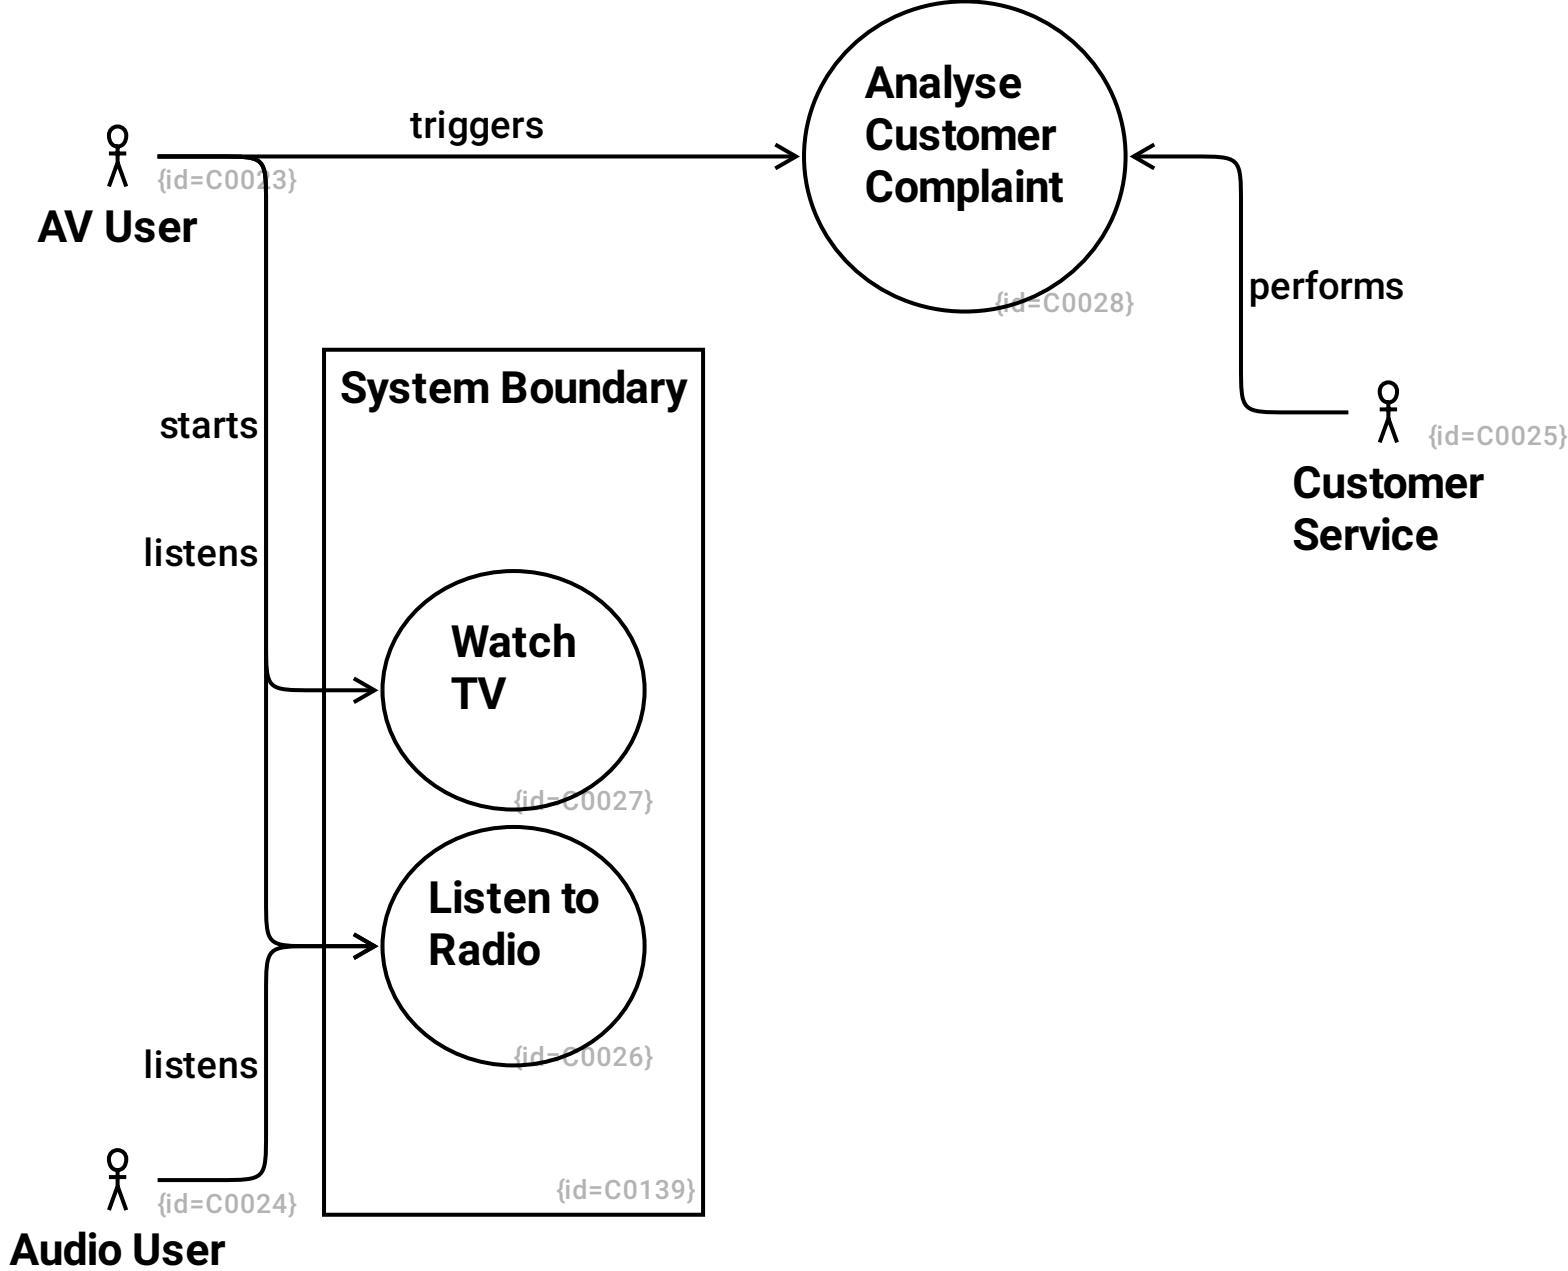 Analyse
Customer
Complaint
triggers
{id=C0023}
AV User
{id=C0028}
performs
System Boundary
starts
{id=C0025}
Customer
Service
listens
Watch
TV
{id=C0027}
Listen to
Radio
{id=C0026}
listens
{id=C0139}
{id=C0024}
Audio User